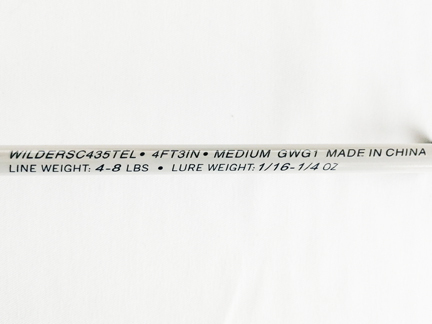 WILDERSC435TEL • 4FT3IN • MEDIUM GWGT MADE IN CHINA
LINE WEIGHT: 4-8 LBS • LURE WEIGHT: 1/16-1/4 OZ